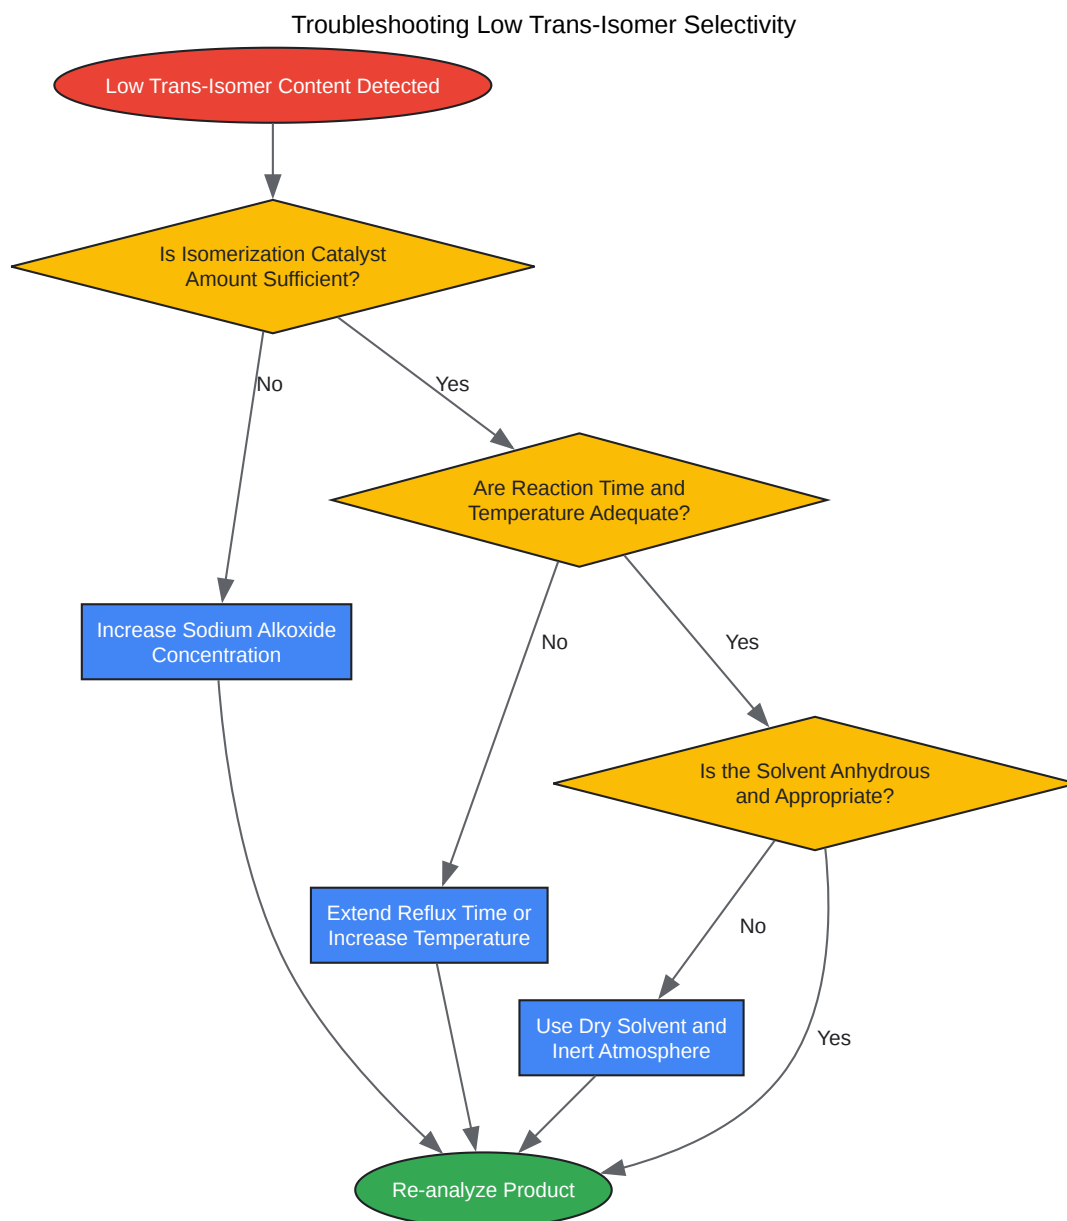 Troubleshooting Low Trans-Isomer Selectivity
Low Trans-Isomer Content Detected
Is Isomerization Catalyst
Amount Sufficient?
No
Yes
Are Reaction Time and
Temperature Adequate?
Increase Sodium Alkoxide
Concentration
No
Yes
Is the Solvent Anhydrous
and Appropriate?
Extend Reflux Time or
Increase Temperature
No
Use Dry Solvent and
Inert Atmosphere
Yes
Re-analyze Product